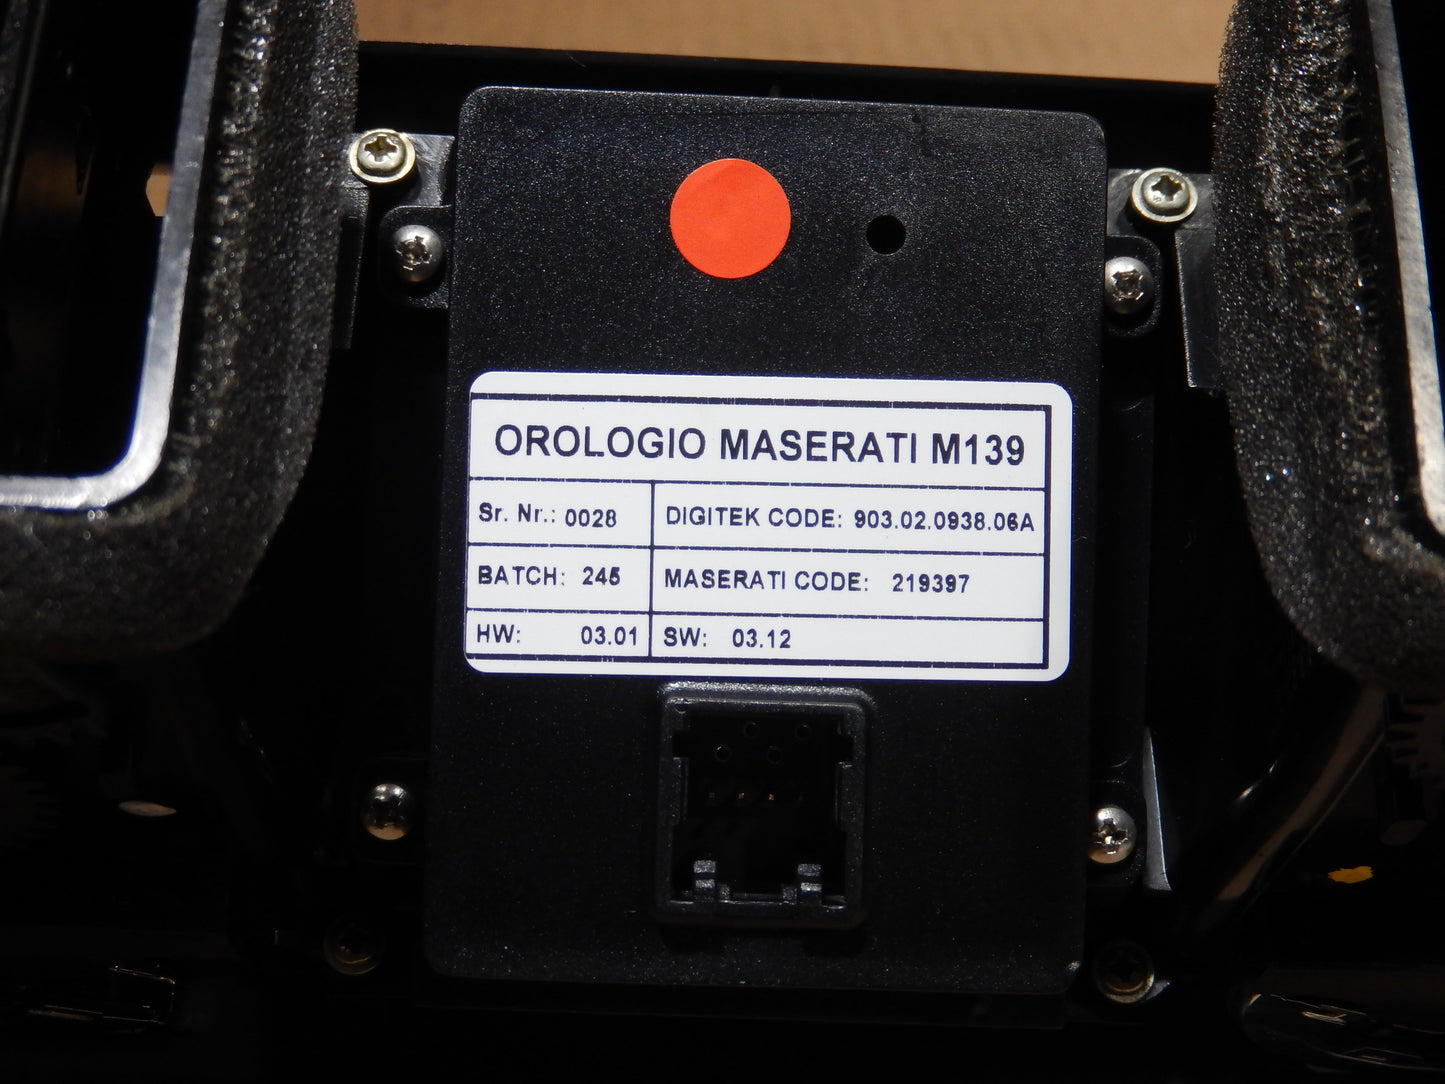 OROLOGIO MASERATI M139
Sr. Nr.: 0028 DIGITEK CODE: 903.02.0938.06A
BATCH: 245 MASERATI CODE: 219397
HW: 03.01 SW: 03.12